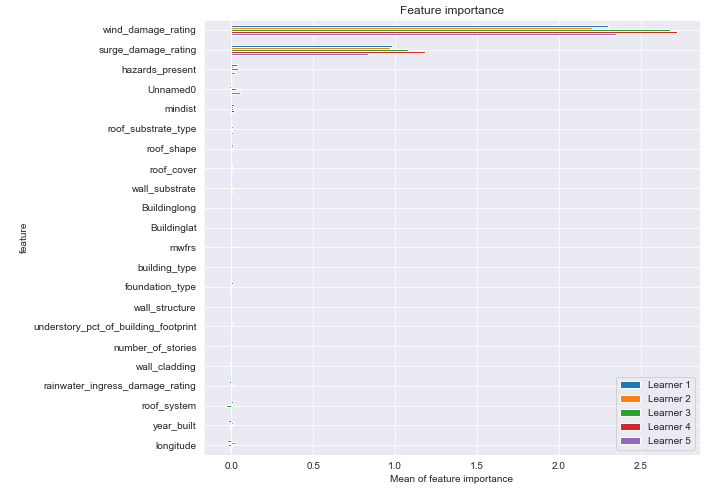 Feature importance
wind_damage_rating
surge_damage_rating
hazards_present
Unnamed0
mindist
roof_substrate_type
roof_shape
roof_cover
wall_substrate
Buildinglong
Buildinglat
mwfrs
building_type
foundation_type
wall_structure
understory_pct_of_building_footprint
number_of_stories
wall_cladding
rainwater_ingress_damage_rating
roof_system
year_built
longitude
feature
0.0 0.5 1.0 1.5 2.0 2.5
Mean of feature importance
Learner 1
Learner 2
Learner 3
Learner 4
Learner 5